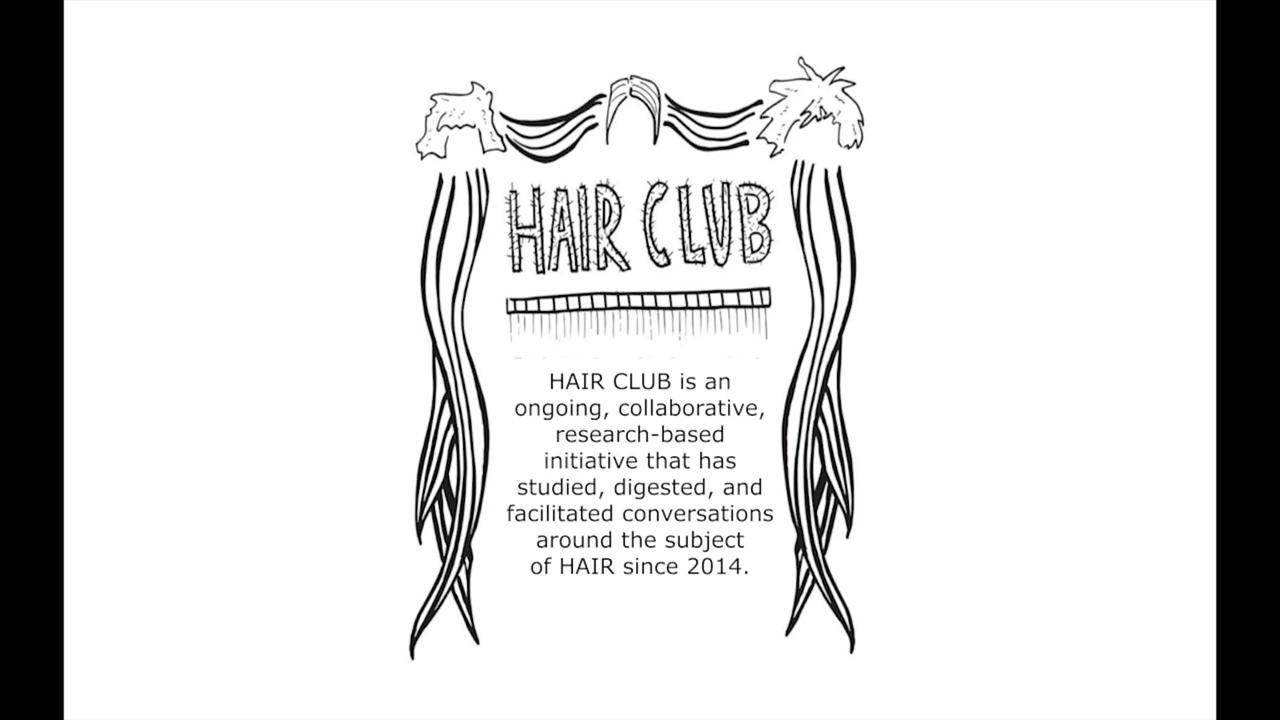 HAIR CLUB
HAIR CLUB is an
ongoing, collaborative,
research-based
initiative that has
studied, digested, and
facilitated conversations
around the subject
of HAIR since 2014.